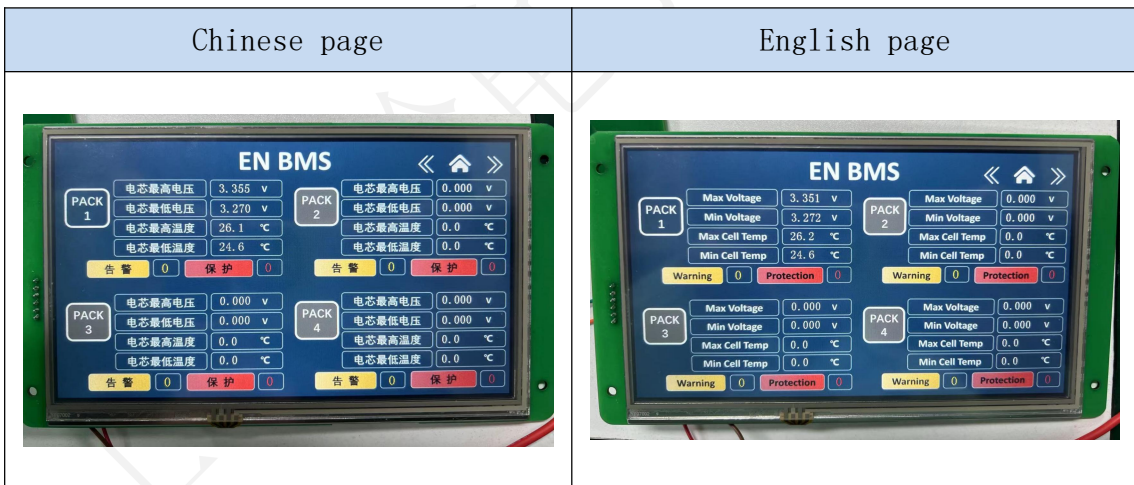 Chinese page
English page
EN BMS
PACK 1
电芯最高电压 3.355 V
电芯最低电压 3.270 V
电芯最高温度 26.1 ℃
电芯最低温度 24.6 ℃
告警 0 保护 0
PACK 2
电芯最高电压 0.000 V
电芯最低电压 0.000 V
电芯最高温度 0.0 ℃
电芯最低温度 0.0 ℃
告警 0 保护 0
PACK 3
电芯最高电压 0.000 V
电芯最低电压 0.000 V
电芯最高温度 0.0 ℃
电芯最低温度 0.0 ℃
告警 0 保护 0
PACK 4
电芯最高电压 0.000 V
电芯最低电压 0.000 V
电芯最高温度 0.0 ℃
电芯最低温度 0.0 ℃
告警 0 保护 0
EN BMS
PACK 1
Max Voltage 3.351 V
Min Voltage 3.272 V
Max Cell Temp 26.2 ℃
Min Cell Temp 24.6 ℃
Warning 0 Protection 0
PACK 2
Max Voltage 0.000 V
Min Voltage 0.000 V
Max Cell Temp 0.0 ℃
Min Cell Temp 0.0 ℃
Warning 0 Protection 0
PACK 3
Max Voltage 0.000 V
Min Voltage 0.000 V
Max Cell Temp 0.0 ℃
Min Cell Temp 0.0 ℃
Warning 0 Protection 0
PACK 4
Max Voltage 0.000 V
Min Voltage 0.000 V
Max Cell Temp 0.0 ℃
Min Cell Temp 0.0 ℃
Warning 0 Protection 0